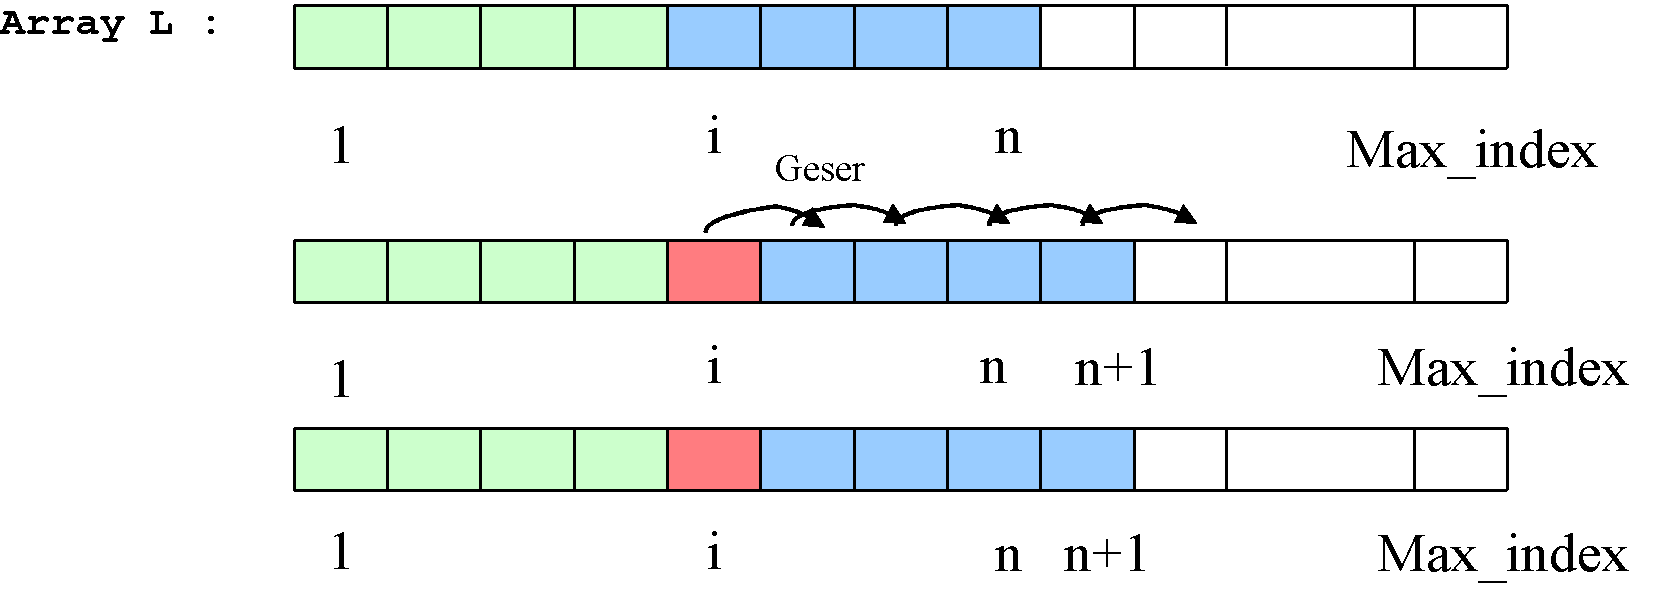 Array L :
1 i n Max_index
Geser
1 i n n+1 Max_index
1 i n n+1 Max_index